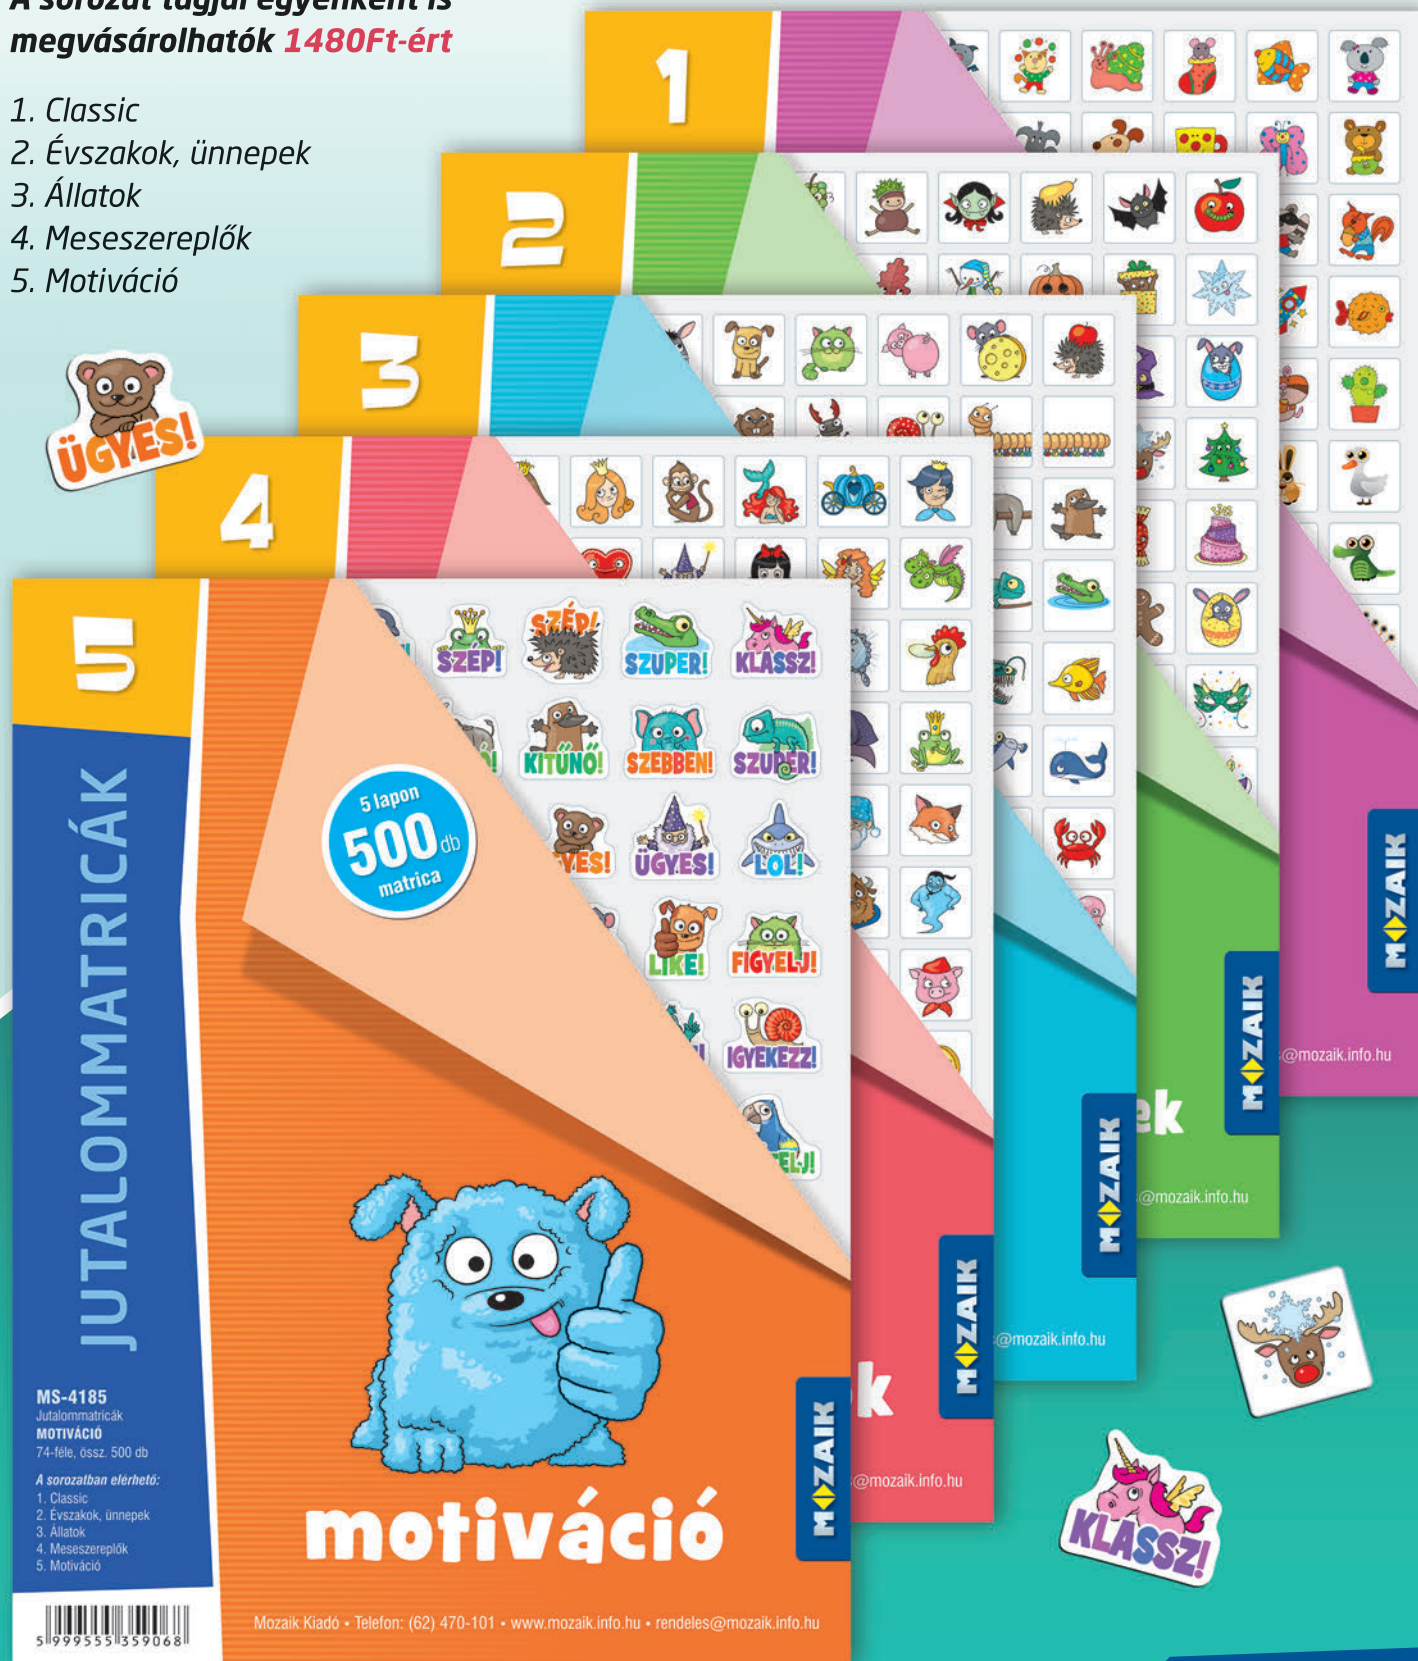 A sorozat tagjai egyenként is
megvásárolhatók 1480Ft-ért
1. Classic
2. Évszakok, ünnepek
3. Állatok
4. Meseszereplők
5. Motiváció
ÜGYES!
1
2
3
4
5
SZÉP!
SZÉP!
SZUPER!
KLASSZ!
KITŰNŐ!
SZEBBEN!
SZUPER!
ÜGYES!
LOL!
LIKE!
FIGYELJ!
IGYEKEZZ!
5 lapon
500 db
matrica
JUTALOMMATRICÁK
MS-4185
Jutalommatricák
MOTIVÁCIÓ
74-féle, össz. 500 db
A sorozatban elérhető:
1. Classic
2. Évszakok, ünnepek
3. Állatok
4. Meseszereplők
5. Motiváció
5 999555 359068
motiváció
Mozaik Kiadó • Telefon: (62) 470-101 • www.mozaik.info.hu • rendeles@mozaik.info.hu
MOZAIK
MOZAIK
@mozaik.info.hu
MOZAIK
@mozaik.info.hu
MOZAIK
@mozaik.info.hu
MOZAIK
@mozaik.info.hu
KLASSZ!